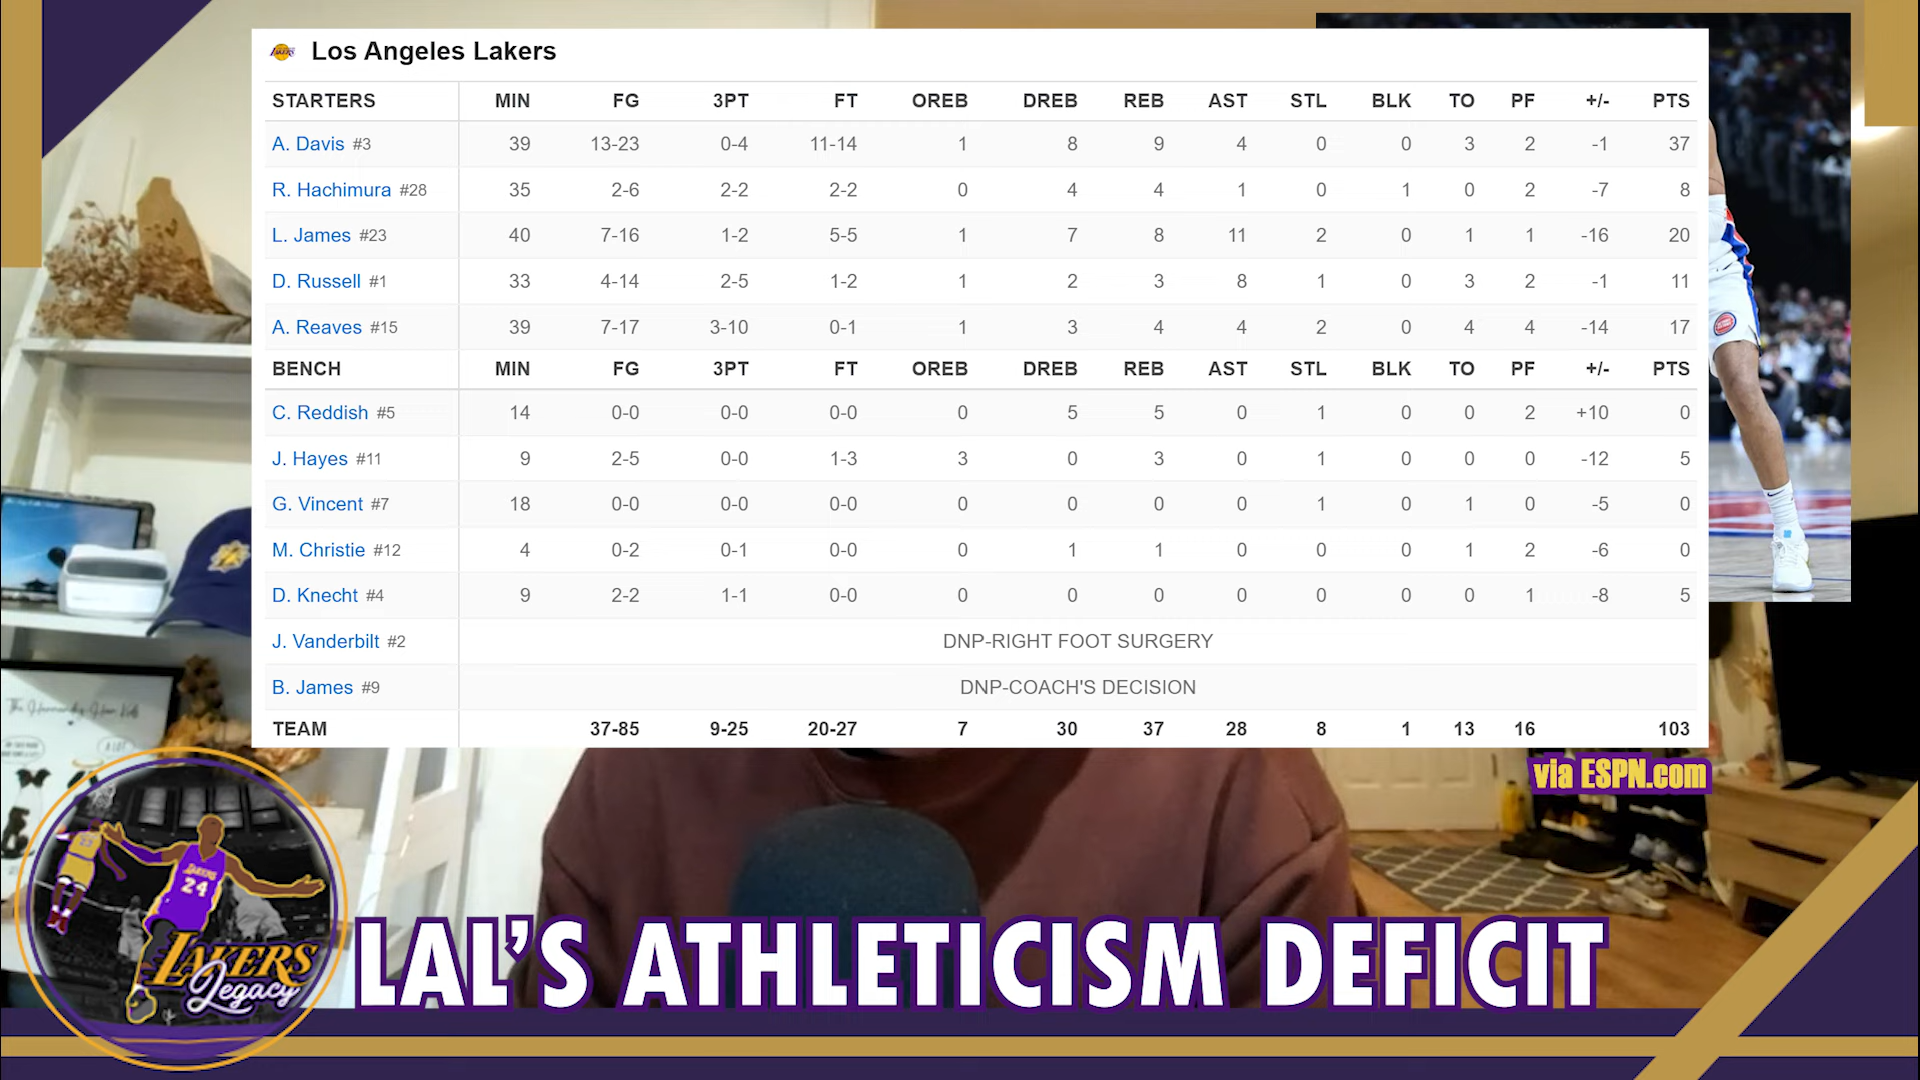 Los Angeles Lakers
STARTERS MIN FG 3PT FT OREB DREB REB AST STL BLK TO PF +/- PTS
A. Davis #3 39 13-23 0-4 11-14 1 8 9 4 0 0 3 2 -1 37
R. Hachimura #28 35 2-6 2-2 2-2 0 4 4 1 0 1 0 2 -7 8
L. James #23 40 7-16 1-2 5-5 1 7 8 11 2 0 1 1 -16 20
D. Russell #1 33 4-14 2-5 1-2 1 2 3 8 1 0 3 2 -1 11
A. Reaves #15 39 7-17 3-10 0-1 1 3 4 4 2 0 4 4 -14 17
BENCH MIN FG 3PT FT OREB DREB REB AST STL BLK TO PF +/- PTS
C. Reddish #5 14 0-0 0-0 0-0 0 5 5 0 1 0 0 2 +10 0
J. Hayes #11 9 2-5 0-0 1-3 3 0 3 0 1 0 0 0 -12 5
G. Vincent #7 18 0-0 0-0 0-0 0 0 0 0 1 0 1 0 -5 0
M. Christie #12 4 0-2 0-1 0-0 0 1 1 0 0 0 1 2 -6 0
D. Knecht #4 9 2-2 1-1 0-0 0 0 0 0 0 0 0 1 -8 5
J. Vanderbilt #2 DNP-RIGHT FOOT SURGERY
B. James #9 DNP-COACH'S DECISION
TEAM 37-85 9-25 20-27 7 30 37 28 8 1 13 16 103
via ESPN.com
LAKERS
24
LAKERS
Legacy
LAL'S ATHLETICISM DEFICIT